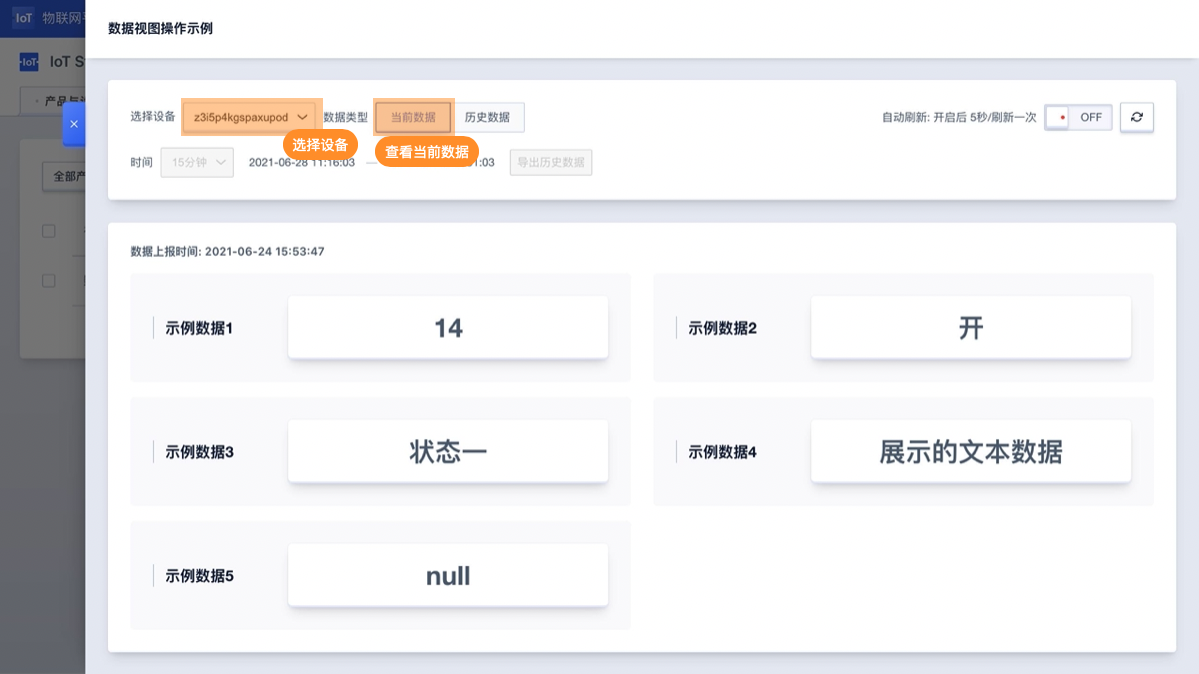 IoT 物联网
数据视图操作示例
IoT IoT S
产品与
×
选择设备 z3i5p4kgspaxupod 数据类型 当前数据 历史数据 自动刷新: 开启后 5秒/刷新一次 OFF
选择设备 查看当前数据
时间 15分钟 2021-06-28 11:16:03 — 1:03 导出历史数据
全部产
数据上报时间: 2021-06-24 15:53:47
示例数据1 14 示例数据2 开
示例数据3 状态一 示例数据4 展示的文本数据
示例数据5 null